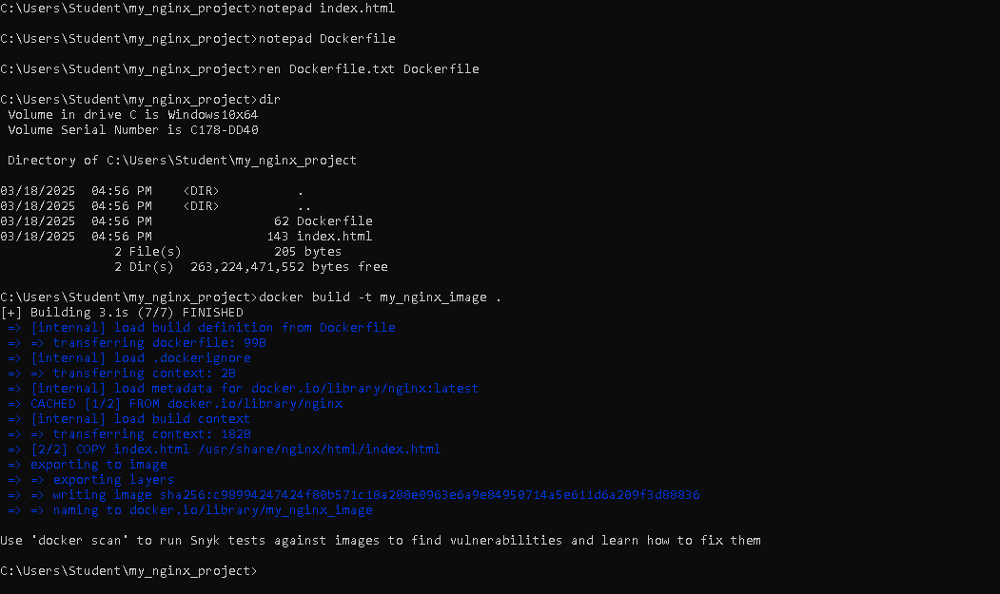 C:\Users\Student\my_nginx_project>notepad index.html
C:\Users\Student\my_nginx_project>notepad Dockerfile
C:\Users\Student\my_nginx_project>ren Dockerfile.txt Dockerfile
C:\Users\Student\my_nginx_project>dir
Volume in drive C is Windows10x64
Volume Serial Number is C178-DD40
Directory of C:\Users\Student\my_nginx_project
03/18/2025  04:56 PM    <DIR>          .
03/18/2025  04:56 PM    <DIR>          ..
03/18/2025  04:56 PM                62 Dockerfile
03/18/2025  04:56 PM               143 index.html
2 File(s)            205 bytes
2 Dir(s)  263,224,471,552 bytes free
C:\Users\Student\my_nginx_project>docker build -t my_nginx_image .
[+] Building 3.1s (7/7) FINISHED
=> [internal] load build definition from Dockerfile
=> => transferring dockerfile: 99B
=> [internal] load .dockerignore
=> => transferring context: 2B
=> [internal] load metadata for docker.io/library/nginx:latest
=> CACHED [1/2] FROM docker.io/library/nginx
=> [internal] load build context
=> => transferring context: 182B
=> [2/2] COPY index.html /usr/share/nginx/html/index.html
=> exporting to image
=> => exporting layers
=> => writing image sha256:c98994247424f80b571c18a288e0963e6a9e84950714a5e611d6a209f3d88836
=> => naming to docker.io/library/my_nginx_image
Use 'docker scan' to run Snyk tests against images to find vulnerabilities and learn how to fix them
C:\Users\Student\my_nginx_project>